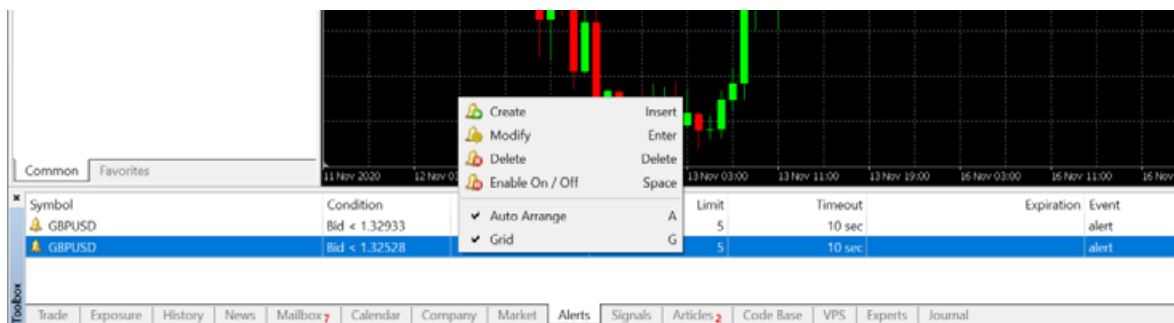 Create Insert
Modify Enter
Delete Delete
Enable On / Off Space
Auto Arrange A
Grid G
Common Favorites
11 Nov 2020 12 Nov 03 13 Nov 03:00 13 Nov 11:00 13 Nov 19:00 16 Nov 03:00 16 Nov 11:00 16 Nov
Symbol Condition Limit Timeout Expiration Event
GBPUSD Bid < 1.32933 5 10 sec alert
GBPUSD Bid < 1.32528 5 10 sec alert
Toolbox
Trade Exposure History News Mailbox 7 Calendar Company Market Alerts Signals Articles 2 Code Base VPS Experts Journal